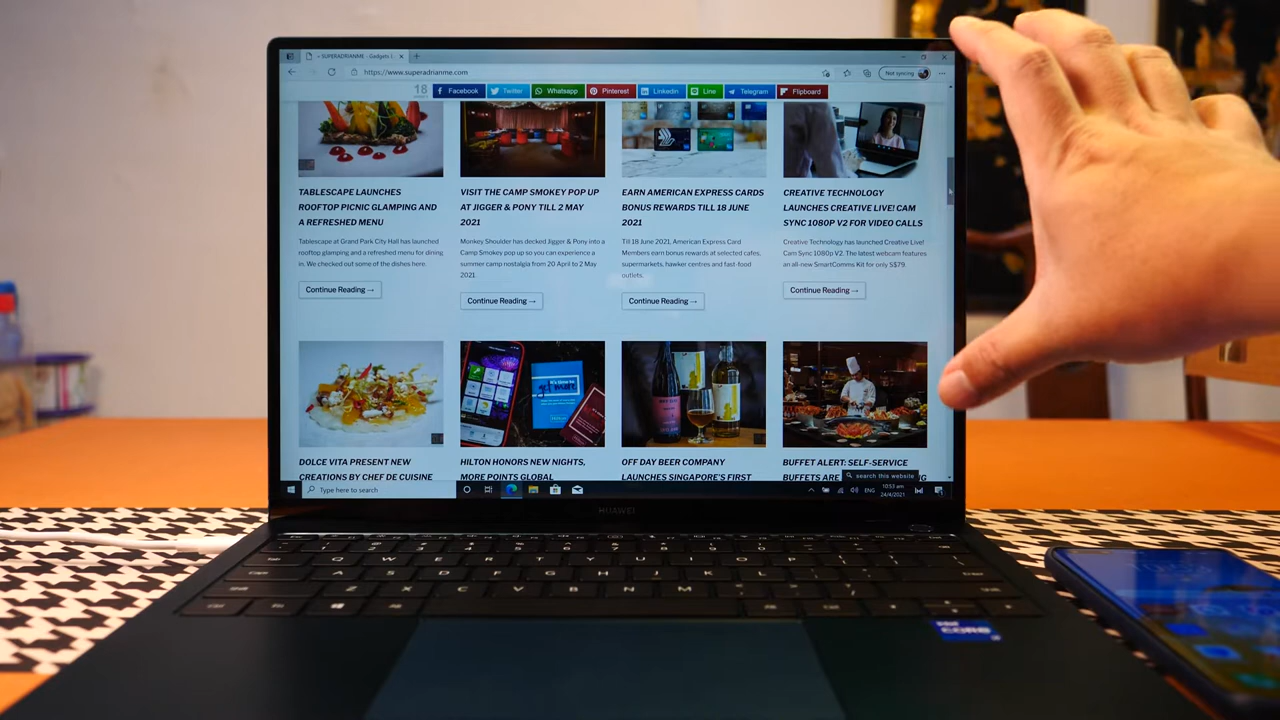 - SUPERADRIANME - Gadgets L
https://www.superadrianme.com
Not syncing
18
Facebook
Twitter
Whatsapp
Pinterest
Linkedin
Line
Telegram
Flipboard
TABLESCAPE LAUNCHES
ROOFTOP PICNIC GLAMPING AND
A REFRESHED MENU
Tablescape at Grand Park City Hall has launched
rooftop glamping and a refreshed menu for dining
in. We checked out some of the dishes here.
Continue Reading →
VISIT THE CAMP SMOKEY POP UP
AT JIGGER & PONY TILL 2 MAY
2021
Monkey Shoulder has decked Jigger & Pony into a
Camp Smokey pop up so you can experience a
summer camp nostalgia from 20 April to 2 May
2021.
Continue Reading →
EARN AMERICAN EXPRESS CARDS
BONUS REWARDS TILL 18 JUNE
2021
Till 18 June 2021, American Express Card
Members earn bonus rewards at selected cafes,
supermarkets, hawker centres and fast-food
outlets.
Continue Reading →
CREATIVE TECHNOLOGY
LAUNCHES CREATIVE LIVE! CAM
SYNC 1080P V2 FOR VIDEO CALLS
Creative Technology has launched Creative Live!
Cam Sync 1080p V2. The latest webcam features
an all-new SmartComms Kit for only S$79.
Continue Reading →
DOLCE VITA PRESENT NEW
CREATIONS BY CHEF DE CUISINE
HILTON HONORS NEW NIGHTS,
MORE POINTS GLOBAL
OFF DAY BEER COMPANY
LAUNCHES SINGAPORE'S FIRST
BUFFET ALERT: SELF-SERVICE
BUFFETS ARE
search this website
Type here to search
ENG
10:53 am
24/4/2021
HUAWEI
Q W E R T Y U I O P
A S D F G H J K L
Z X C V B N M
intel
CORE